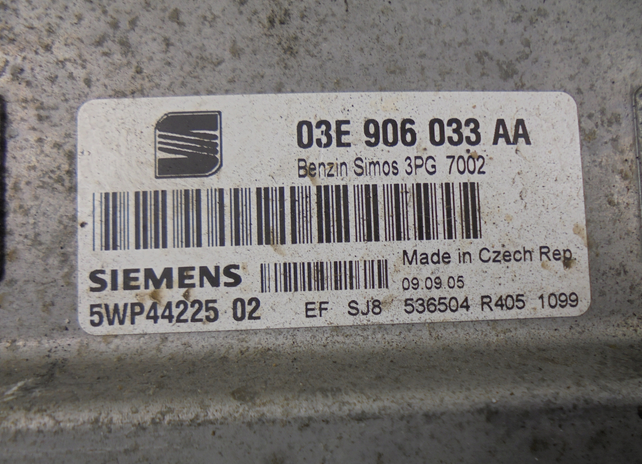 03E 906 033 AA
Benzin Simos 3PG 7002
Made in Czech Rep.
SIEMENS
09.09.05
5WP44225 02 EF SJ8 536504 R405 1099